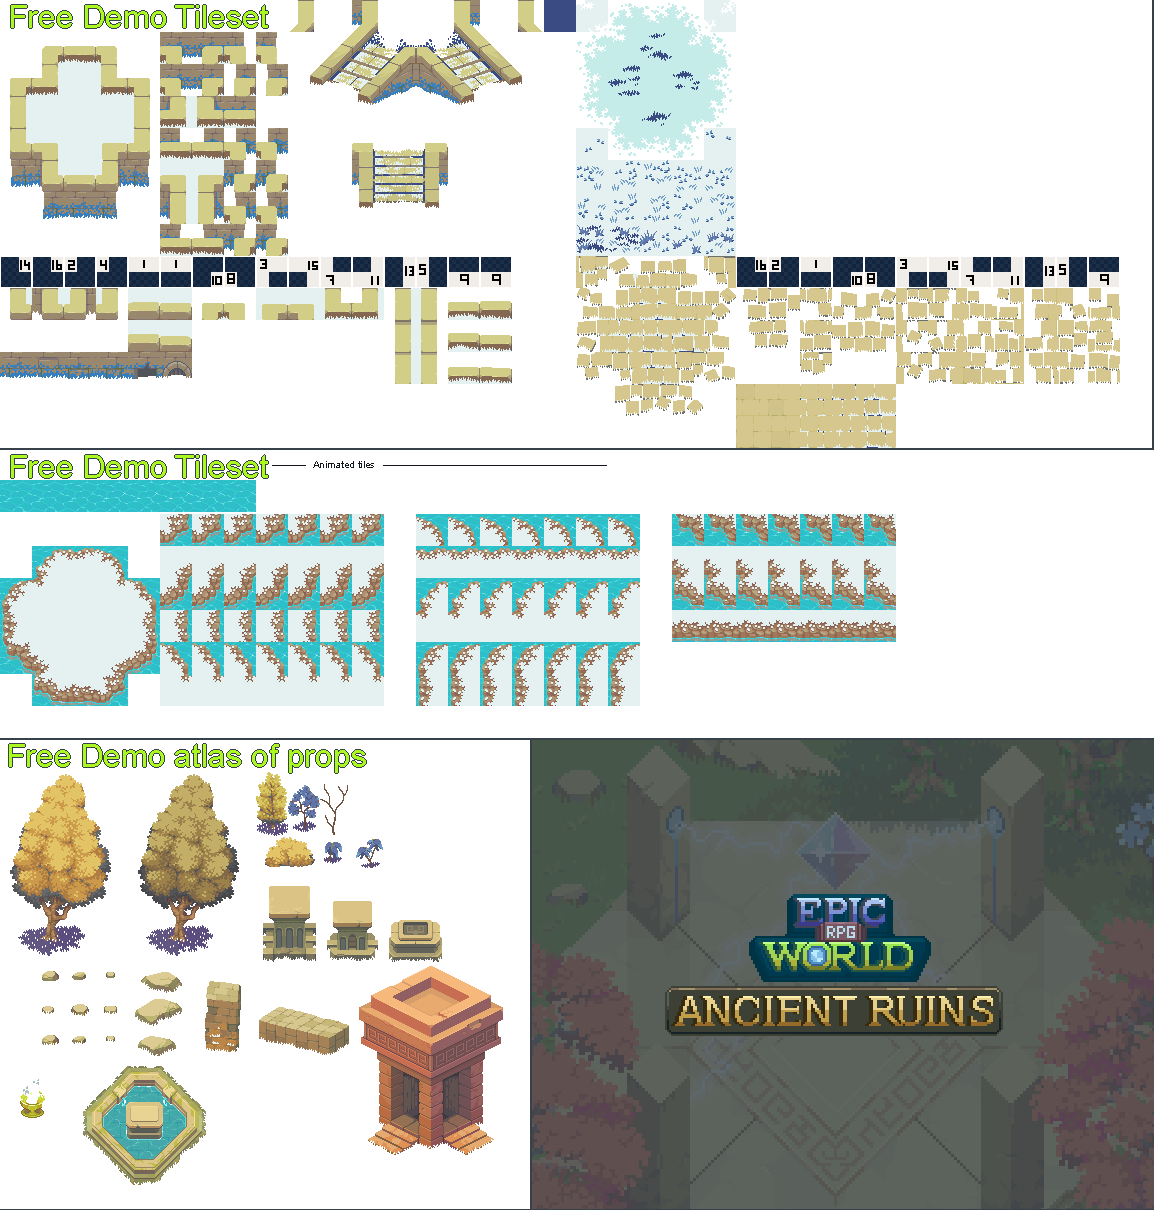 Free Demo Tileset
14 16 2 4 1 1 10 8 3 15 7 11 13 5 9 9
16 2 1 10 8 3 15 7 11 13 5 9
Free Demo Tileset
Animated tiles
Free Demo atlas of props
EPIC
RPG
WORLD
ANCIENT RUINS